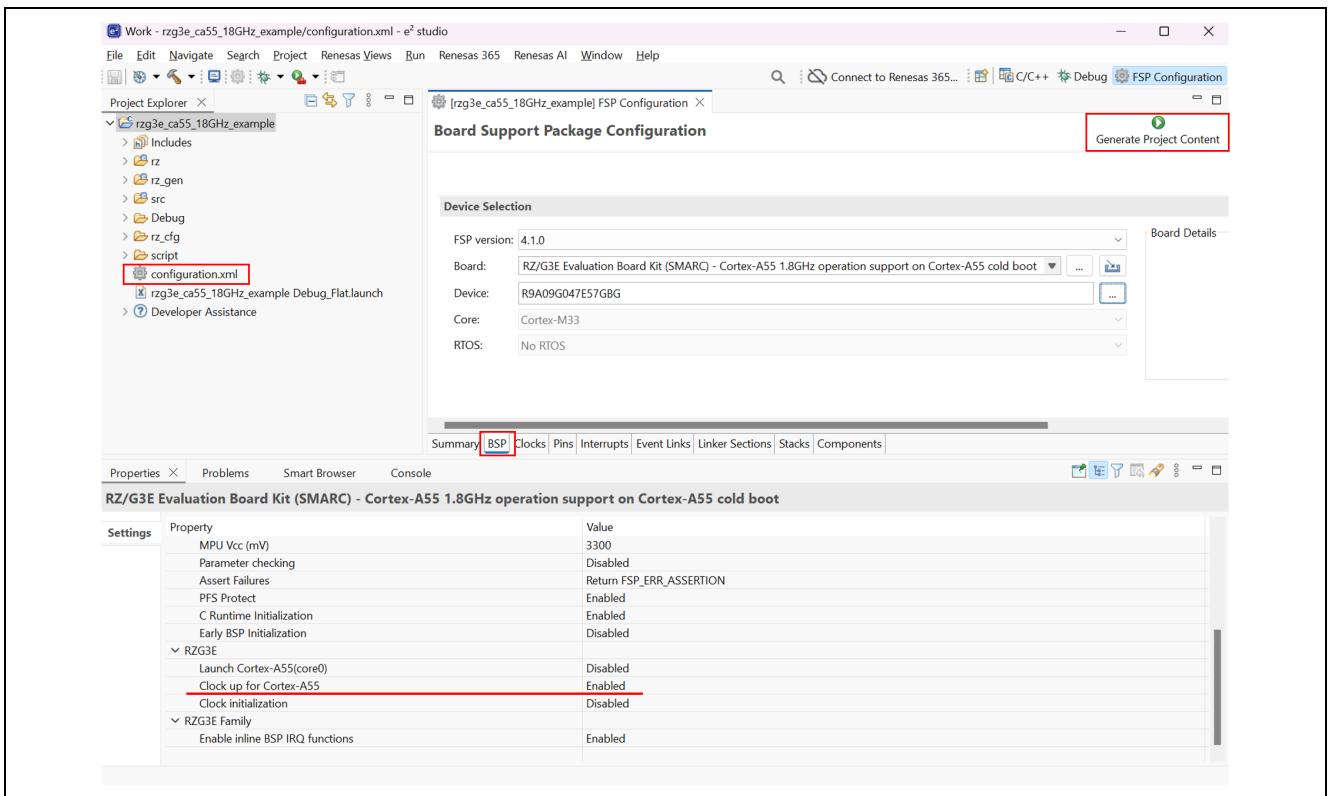 Work - rzg3e_ca55_18GHz_example/configuration.xml - e² studio
File Edit Navigate Search Project Renesas Views Run Renesas 365 Renesas AI Window Help
Connect to Renesas 365... C/C++ Debug FSP Configuration
Project Explorer
[rzg3e_ca55_18GHz_example] FSP Configuration
rzg3e_ca55_18GHz_example
Includes
rz
rz_gen
src
Debug
rz_cfg
script
configuration.xml
rzg3e_ca55_18GHz_example Debug_Flat.launch
Developer Assistance
Board Support Package Configuration
Generate Project Content
Device Selection
FSP version: 4.1.0
Board Details
Board: RZ/G3E Evaluation Board Kit (SMARC) - Cortex-A55 1.8GHz operation support on Cortex-A55 cold boot ...
Device: R9A09G047E57GBG ...
Core: Cortex-M33
RTOS: No RTOS
Summary BSP Clocks Pins Interrupts Event Links Linker Sections Stacks Components
Properties Problems Smart Browser Console
RZ/G3E Evaluation Board Kit (SMARC) - Cortex-A55 1.8GHz operation support on Cortex-A55 cold boot
Settings
Property Value
MPU Vcc (mV) 3300
Parameter checking Disabled
Assert Failures Return FSP_ERR_ASSERTION
PFS Protect Enabled
C Runtime Initialization Enabled
Early BSP Initialization Disabled
RZG3E
Launch Cortex-A55(core0) Disabled
Clock up for Cortex-A55 Enabled
Clock initialization Disabled
RZG3E Family
Enable inline BSP IRQ functions Enabled